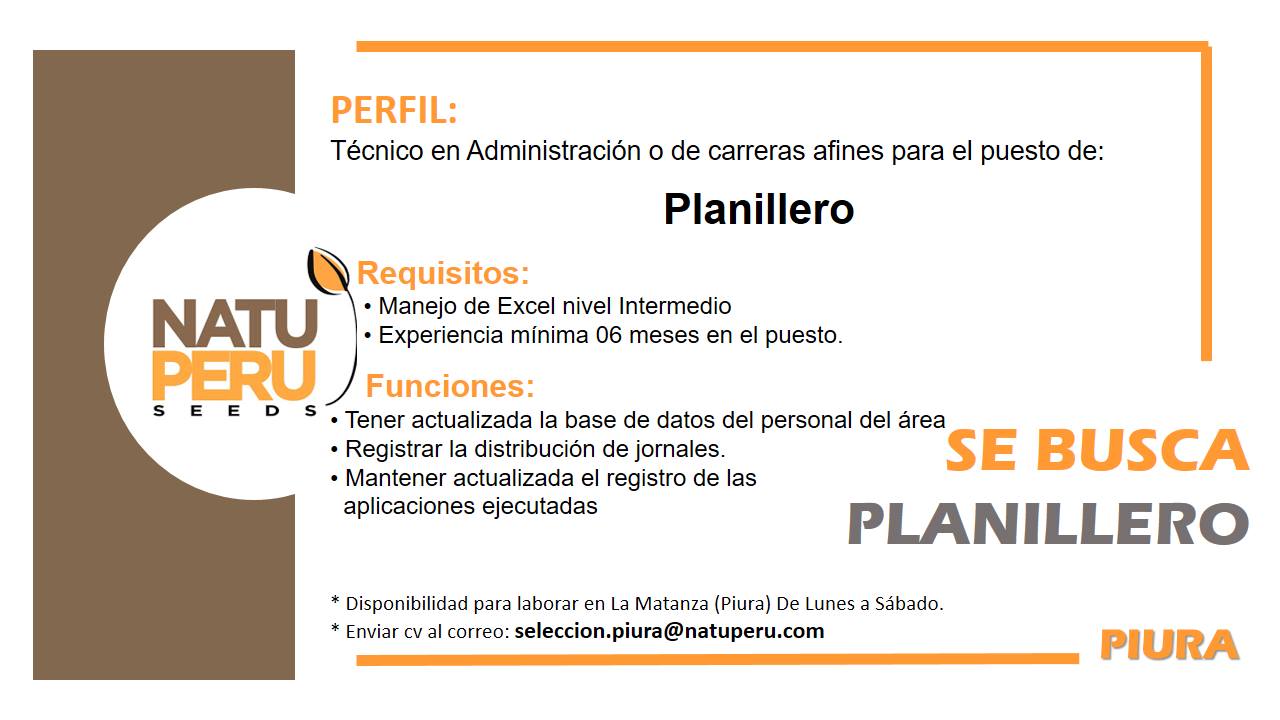 PERFIL:
Técnico en Administración o de carreras afines para el puesto de:
Planillero
Requisitos:
• Manejo de Excel nivel Intermedio
• Experiencia mínima 06 meses en el puesto.
NATU
PERU
SEEDS
Funciones:
• Tener actualizada la base de datos del personal del área
• Registrar la distribución de jornales.
• Mantener actualizada el registro de las
aplicaciones ejecutadas
SE BUSCA
PLANILLERO
* Disponibilidad para laborar en La Matanza (Piura) De Lunes a Sábado.
* Enviar cv al correo: seleccion.piura@natuperu.com
PIURA